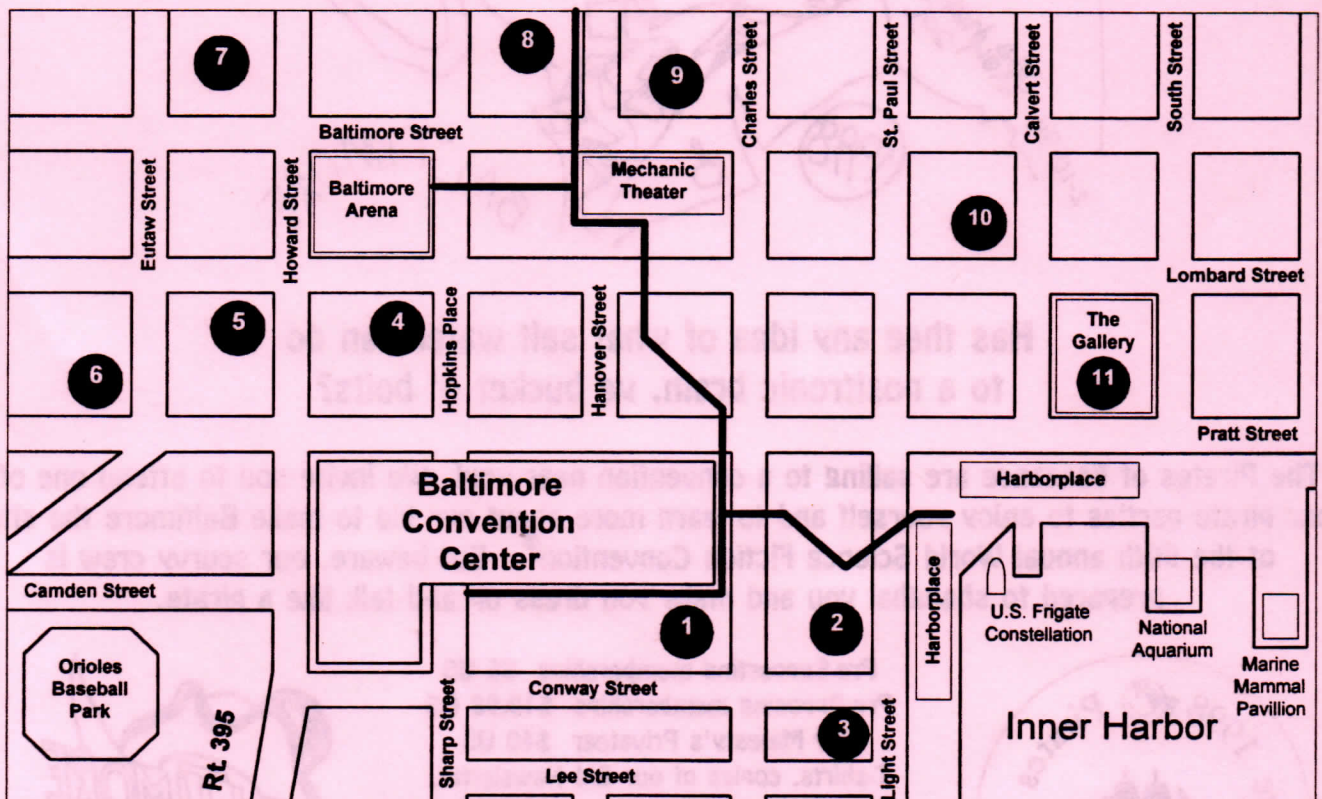 7
8
9
Charles Street
St. Paul Street
Calvert Street
South Street
Baltimore Street
Eutaw Street
Howard Street
Baltimore
Arena
Mechanic
Theater
10
Lombard Street
6
5
4
Hopkins Place
Hanover Street
The
Gallery
11
Pratt Street
Baltimore
Convention
Center
Harborplace
Camden Street
Orioles
Baseball
Park
Rt. 395
Sharp Street
1
2
3
Conway Street
Lee Street
Light Street
Harborplace
U.S. Frigate
Constellation
National
Aquarium
Marine
Mammal
Pavillion
Inner Harbor